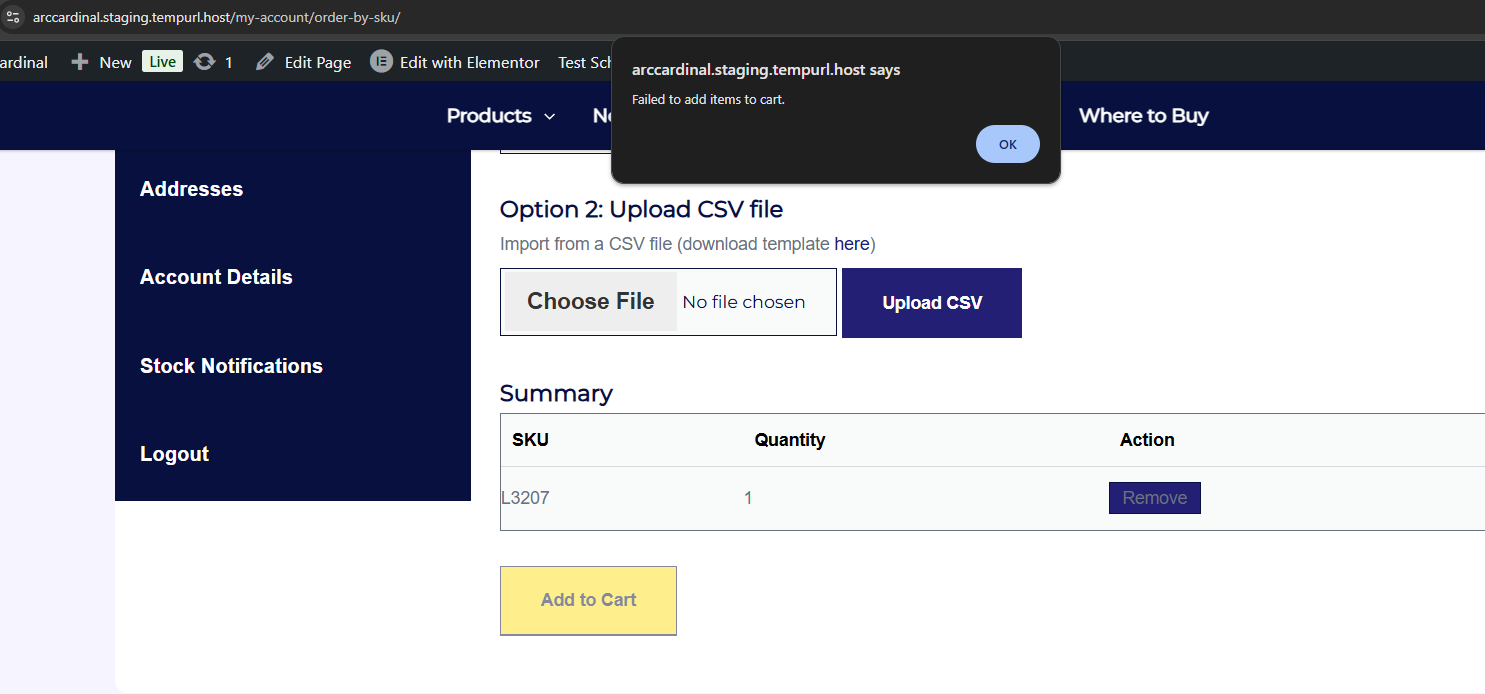 arccardinal.staging.tempurl.host/my-account/order-by-sku/
ardinal New Live 1 Edit Page Edit with Elementor Test Sch
arccardinal.staging.tempurl.host says
Failed to add items to cart.
OK
Products Where to Buy
Addresses
Account Details
Stock Notifications
Logout
Option 2: Upload CSV file
Import from a CSV file (download template here)
Choose File No file chosen Upload CSV
Summary
SKU Quantity Action
L3207 1 Remove
Add to Cart